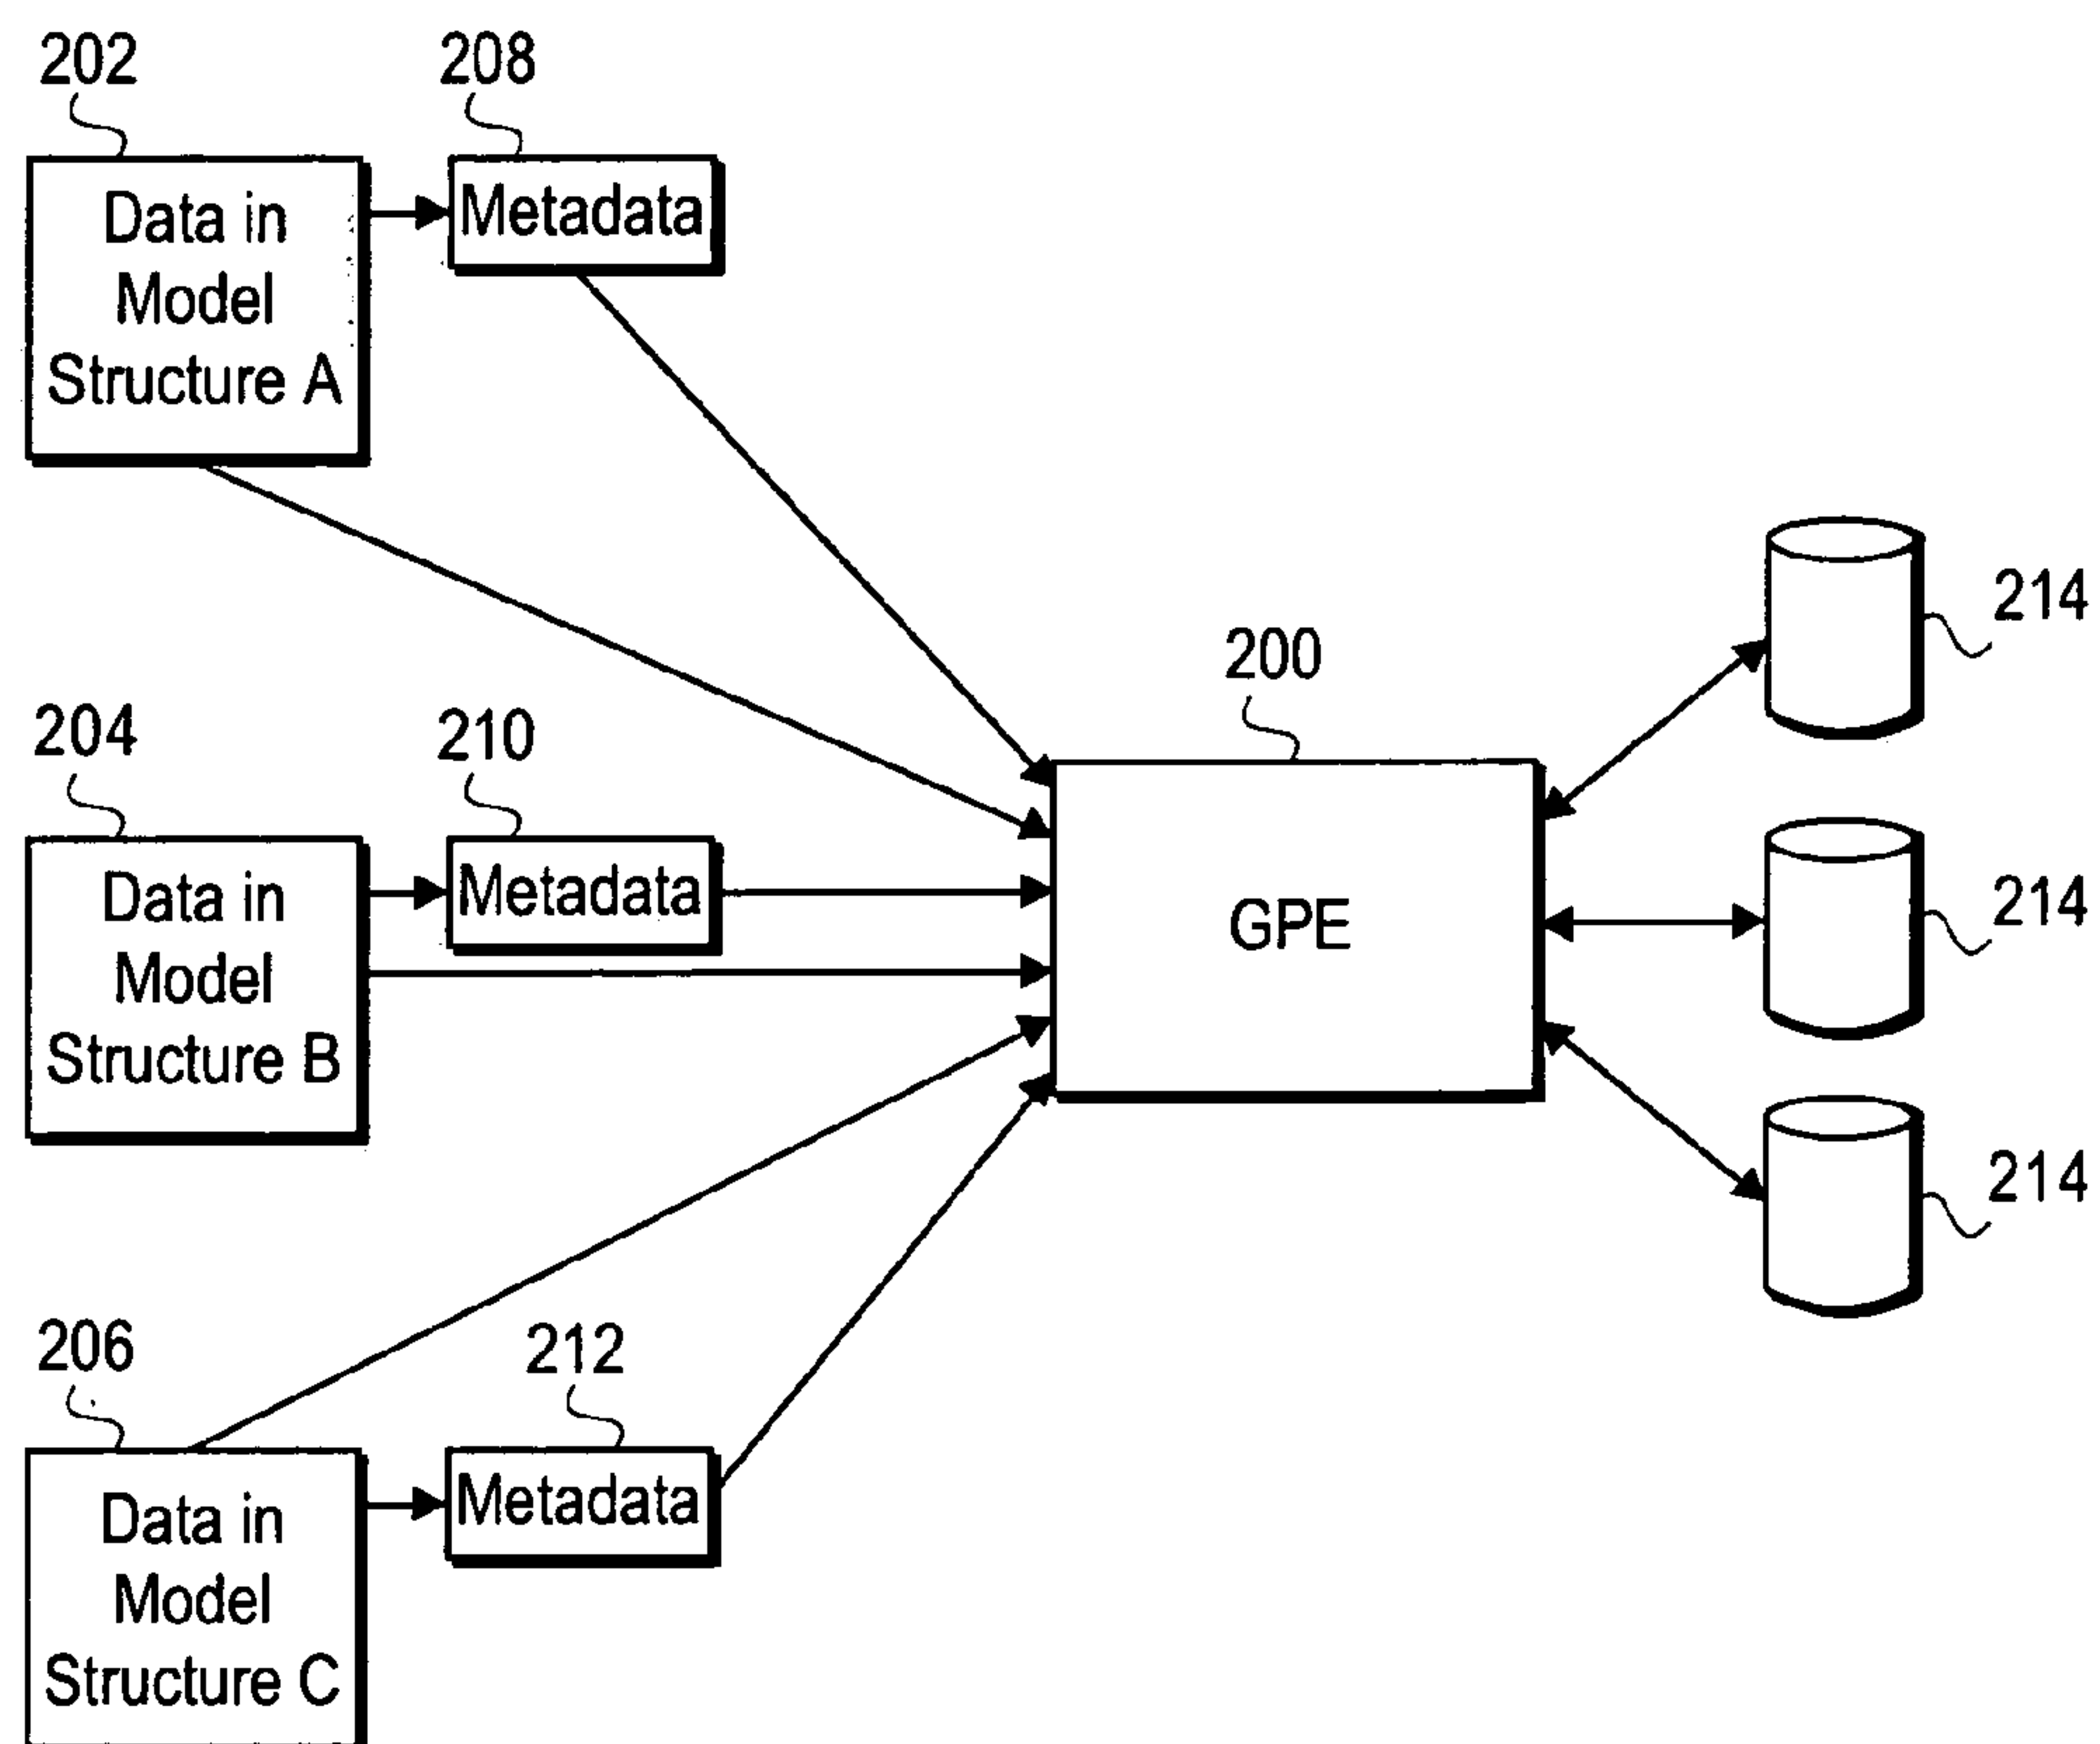 202
208
Data in
Model
Structure A
Metadata
214
200
204
210
Data in
Model
Structure B
Metadata
GPE
214
214
206
212
Data in
Model
Structure C
Metadata